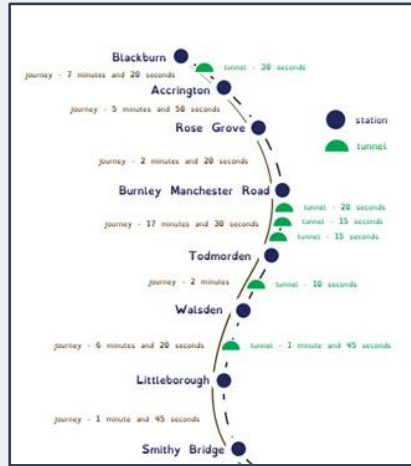 Blackburn
tunnel - 30 seconds
journey - 7 minutes and 20 seconds
Accrington
journey - 5 minutes and 50 seconds
station
Rose Grove
tunnel
journey - 2 minutes and 20 seconds
Burnley Manchester Road
tunnel - 20 seconds
journey - 17 minutes and 30 seconds
tunnel - 15 seconds
tunnel - 15 seconds
Todmorden
journey - 2 minutes
tunnel - 10 seconds
Walsden
journey - 6 minutes and 20 seconds
tunnel - 1 minute and 45 seconds
Littleborough
journey - 1 minute and 45 seconds
Smithy Bridge